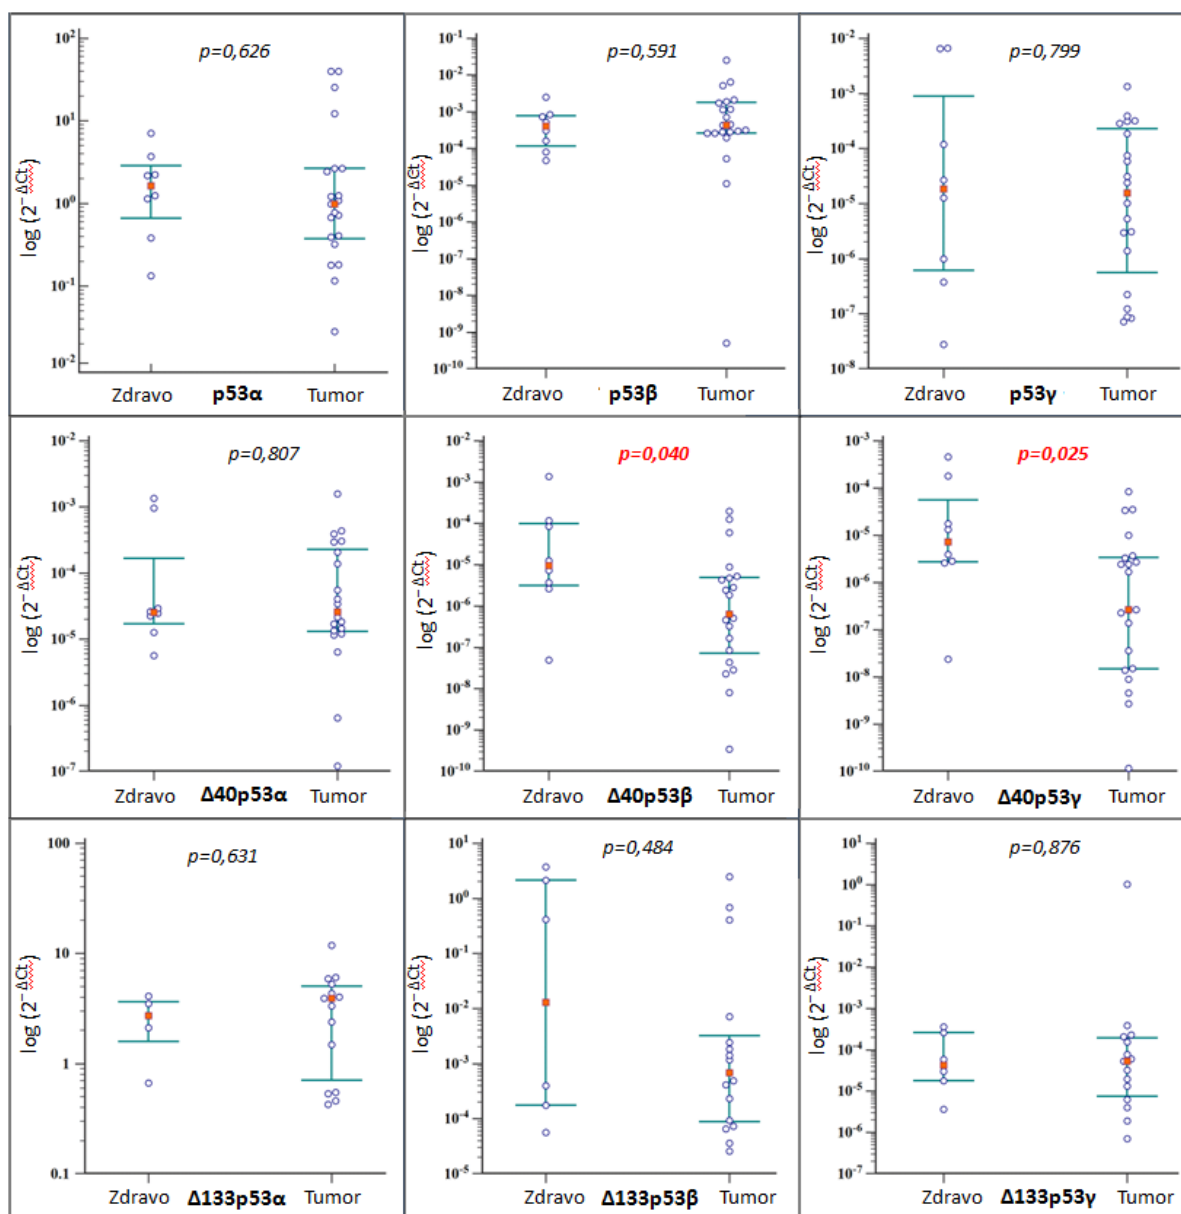 p=0,626
log (2^-ΔCt)
10²
10¹
10⁰
10¹
10²
Zdravo p53α Tumor
p=0,591
log (2^-ΔCt)
10⁰
10⁻¹
10⁻²
10⁻³
10⁻⁴
10⁻⁵
10⁻⁶
10⁻⁷
10⁻⁸
10⁻⁹
10⁻¹⁰
Zdravo p53β Tumor
p=0,799
log (2^-ΔCt)
10⁻²
10⁻³
10⁻⁴
10⁻⁵
10⁻⁶
10⁻⁷
10⁻⁸
Zdravo p53γ Tumor
p=0,807
log (2^-ΔCt)
10⁻²
10⁻³
10⁻⁴
10⁻⁵
10⁻⁶
10⁻⁷
Zdravo Δ40p53α Tumor
p=0,040
log (2^-ΔCt)
10⁻²
10⁻³
10⁻⁴
10⁻⁵
10⁻⁶
10⁻⁷
10⁻⁸
10⁻⁹
10⁻¹⁰
Zdravo Δ40p53β Tumor
p=0,025
log (2^-ΔCt)
10⁻³
10⁻⁴
10⁻⁵
10⁻⁶
10⁻⁷
10⁻⁸
10⁻⁹
10⁻¹⁰
Zdravo Δ40p53γ Tumor
p=0,631
log (2^-ΔCt)
100
10
1
0.1
Zdravo Δ133p53α Tumor
p=0,484
log (2^-ΔCt)
10¹
10⁰
10⁻¹
10⁻²
10⁻³
10⁻⁴
10⁻⁵
Zdravo Δ133p53β Tumor
p=0,876
log (2^-ΔCt)
10¹
10⁰
10⁻¹
10⁻²
10⁻³
10⁻⁴
10⁻⁵
10⁻⁶
10⁻⁷
Zdravo Δ133p53γ Tumor